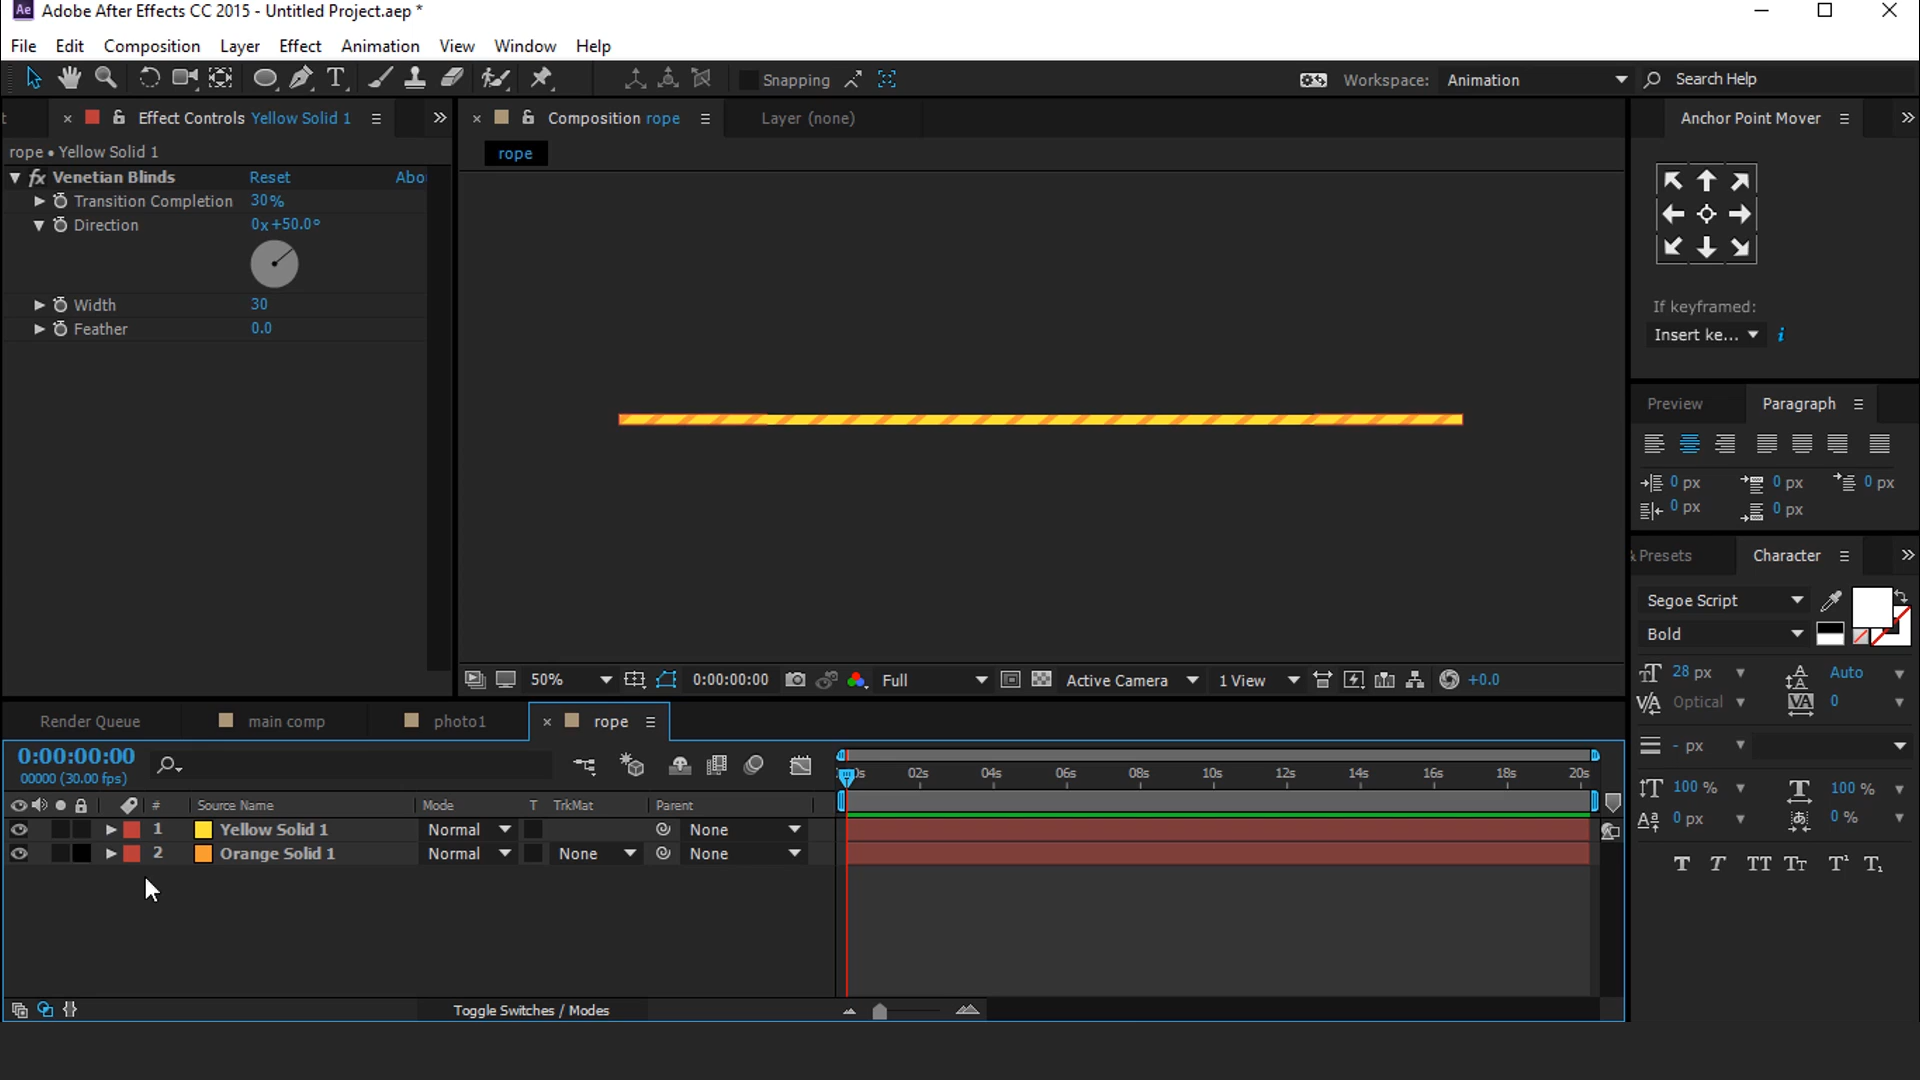 Ae Adobe After Effects CC 2015 - Untitled Project.aep *
File Edit Composition Layer Effect Animation View Window Help
T Snapping Workspace: Animation Search Help
t × Effect Controls Yellow Solid 1 × Composition rope Layer (none) Anchor Point Mover
rope • Yellow Solid 1 rope
fx Venetian Blinds Reset Abo
Transition Completion 30%
Direction 0x+50.0°
Width 30
Feather 0.0
If keyframed:
Insert ke... i
Preview Paragraph
0 px 0 px 0 px
0 px 0 px
& Presets Character
Segoe Script
Bold
28 px Auto
Optical 0
- px
100 % 100 %
0 px 0 %
T T TT Tт T¹ T₁
50% 0:00:00:00 Full Active Camera 1 View +0.0
Render Queue main comp photo1 × rope
0:00:00:00
00000 (30.00 fps)
0s 02s 04s 06s 08s 10s 12s 14s 16s 18s 20s
# Source Name Mode T TrkMat Parent
1 Yellow Solid 1 Normal None
2 Orange Solid 1 Normal None None
Toggle Switches / Modes